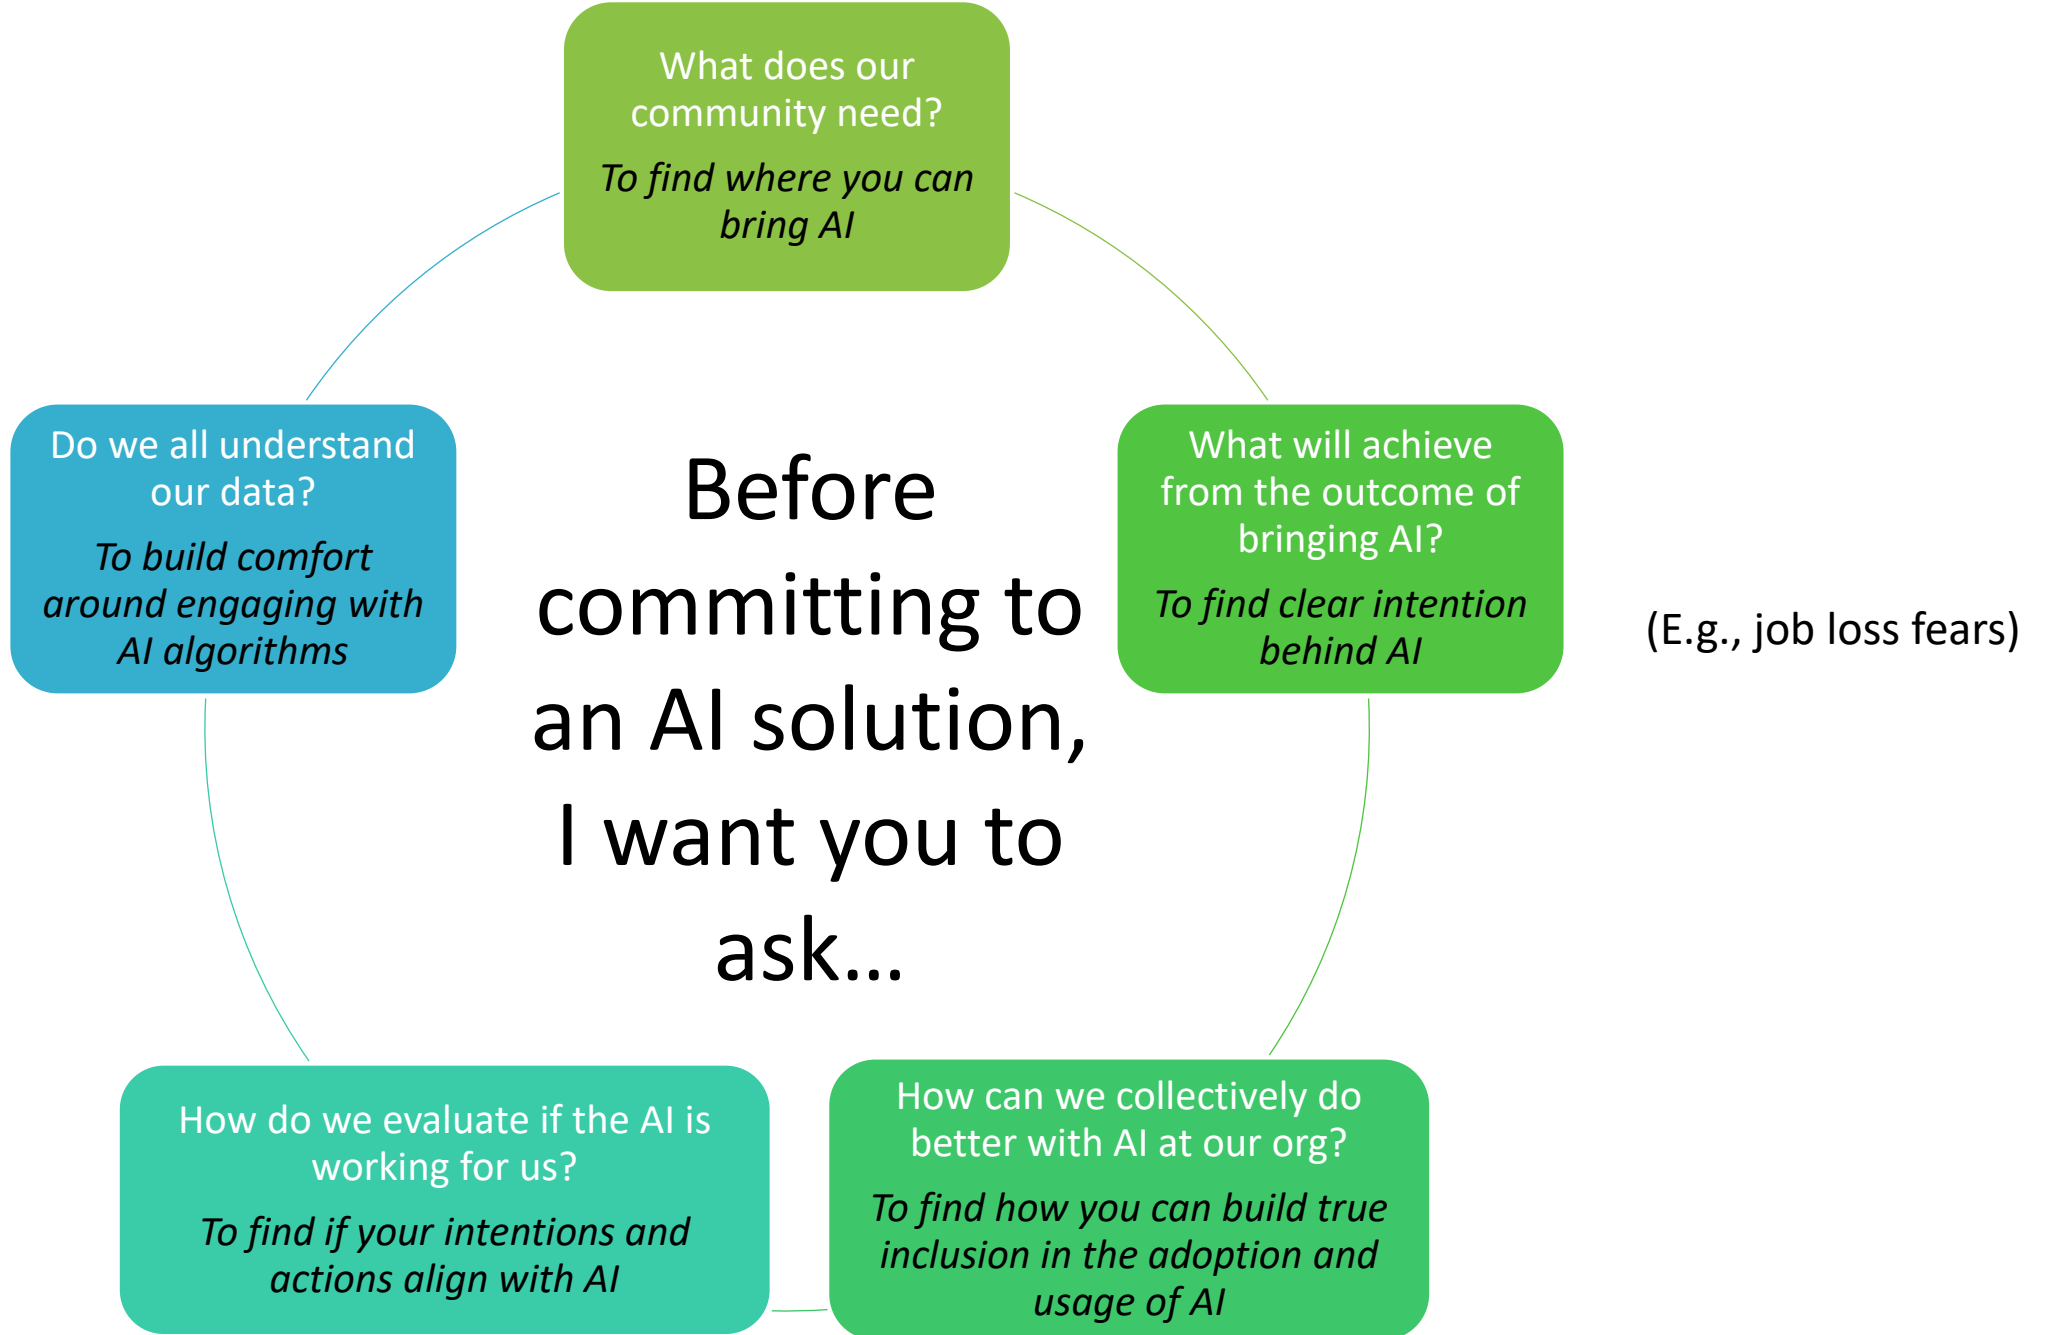 What does our
community need?
To find where you can
bring AI
Do we all understand
our data?
To build comfort
around engaging with
AI algorithms
Before
committing to
an AI solution,
I want you to
ask…
What will achieve
from the outcome of
bringing AI?
To find clear intention
behind AI
(E.g., job loss fears)
How do we evaluate if the AI is
working for us?
To find if your intentions and
actions align with AI
How can we collectively do
better with AI at our org?
To find how you can build true
inclusion in the adoption and
usage of AI